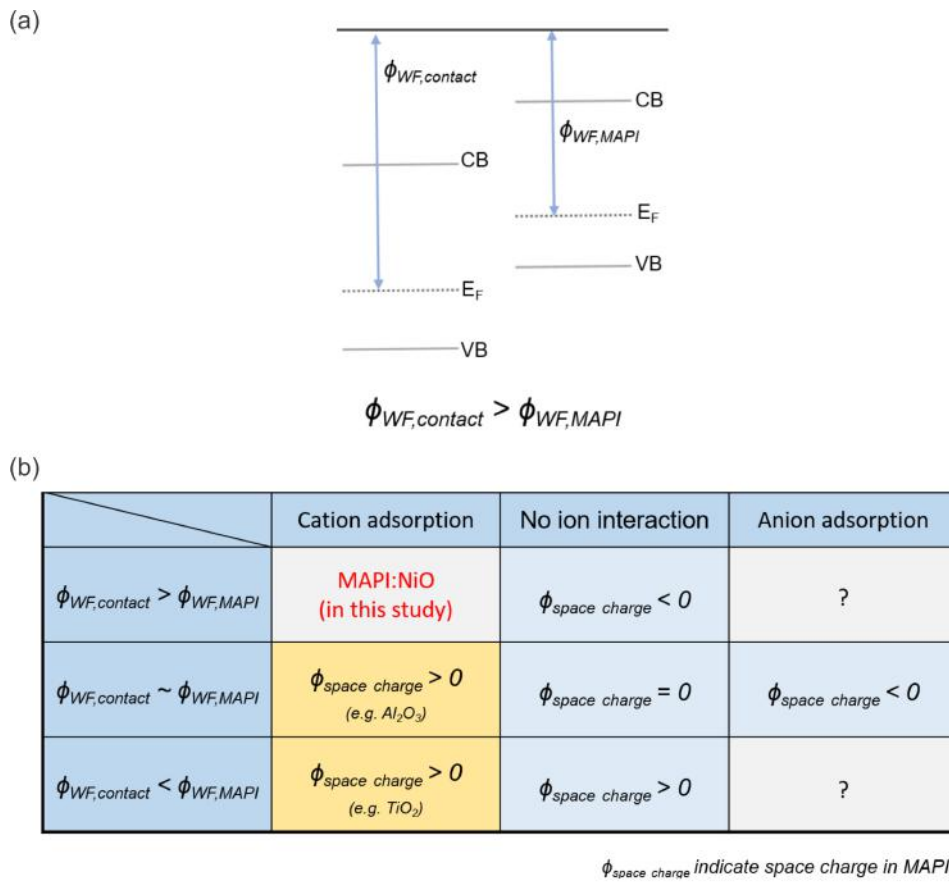 (a)
ϕWF,contact
CB
ϕWF,MAPI
CB
EF
EF
VB
VB
ϕWF,contact > ϕWF,MAPI
(b)
Cation adsorption No ion interaction Anion adsorption
ϕWF,contact > ϕWF,MAPI
MAPI:NiO
(in this study)
ϕspace charge < 0
?
ϕWF,contact ~ ϕWF,MAPI
ϕspace charge > 0
(e.g. Al2O3)
ϕspace charge = 0
ϕspace charge < 0
ϕWF,contact < ϕWF,MAPI
ϕspace charge > 0
(e.g. TiO2)
ϕspace charge > 0
?
ϕspace charge indicate space charge in MAPI